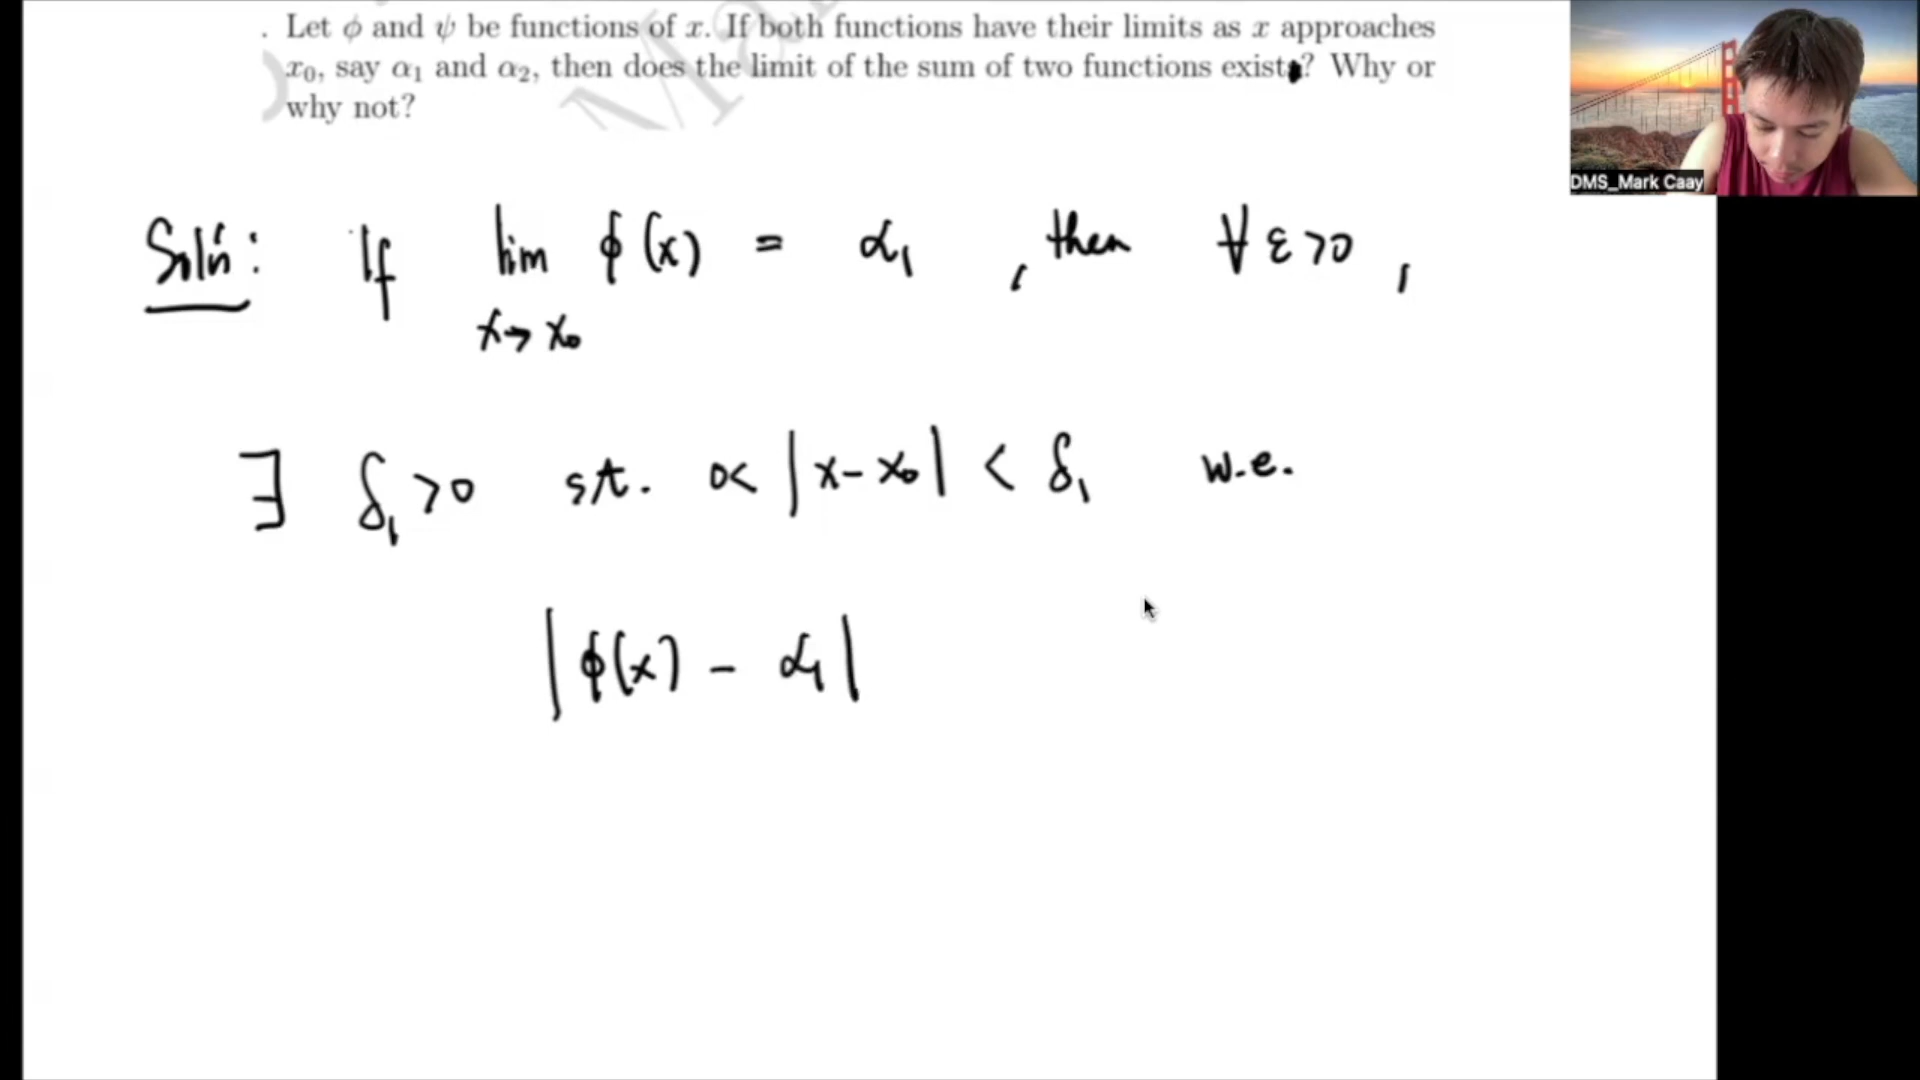 . Let ϕ and ψ be functions of x. If both functions have their limits as x approaches
x₀, say α₁ and α₂, then does the limit of the sum of two functions exist? Why or
why not?
DMS_Mark Caay
Sol'n: If lim ϕ(x) = α₁ , then ∀ ε>0 ,
x→x₀
∃ δ₁>0 s.t. 0<|x-x₀| < δ₁ w.e.
|ϕ(x) - α₁|